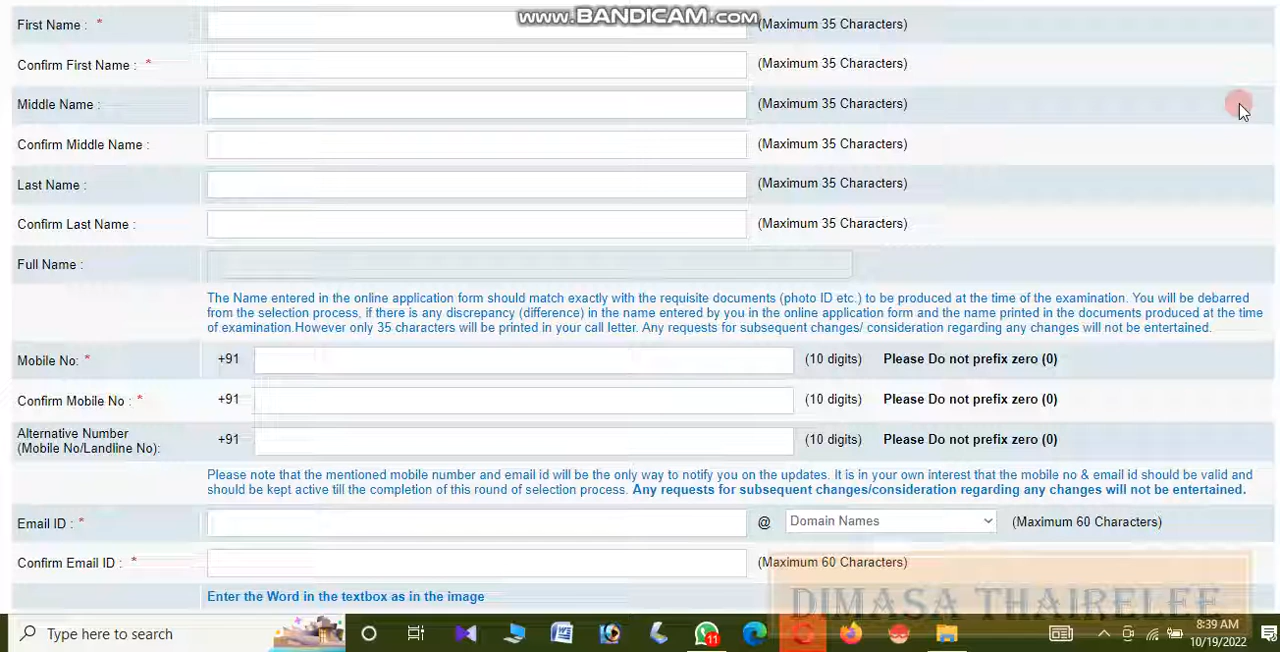 www.BANDICAM.com
First Name : * (Maximum 35 Characters)
Confirm First Name : * (Maximum 35 Characters)
Middle Name : (Maximum 35 Characters)
Confirm Middle Name : (Maximum 35 Characters)
Last Name : (Maximum 35 Characters)
Confirm Last Name : (Maximum 35 Characters)
Full Name :
The Name entered in the online application form should match exactly with the requisite documents (photo ID etc.) to be produced at the time of the examination. You will be debarred
from the selection process, if there is any discrepancy (difference) in the name entered by you in the online application form and the name printed in the documents produced at the time
of examination.However only 35 characters will be printed in your call letter. Any requests for subsequent changes/ consideration regarding any changes will not be entertained.
Mobile No: * +91 (10 digits) Please Do not prefix zero (0)
Confirm Mobile No : * +91 (10 digits) Please Do not prefix zero (0)
Alternative Number
(Mobile No/Landline No): +91 (10 digits) Please Do not prefix zero (0)
Please note that the mentioned mobile number and email id will be the only way to notify you on the updates. It is in your own interest that the mobile no & email id should be valid and
should be kept active till the completion of this round of selection process. Any requests for subsequent changes/consideration regarding any changes will not be entertained.
Email ID : * @ Domain Names (Maximum 60 Characters)
Confirm Email ID : * (Maximum 60 Characters)
Enter the Word in the textbox as in the image
DIMASA THAIRELEE
Type here to search
11
8:39 AM
10/19/2022